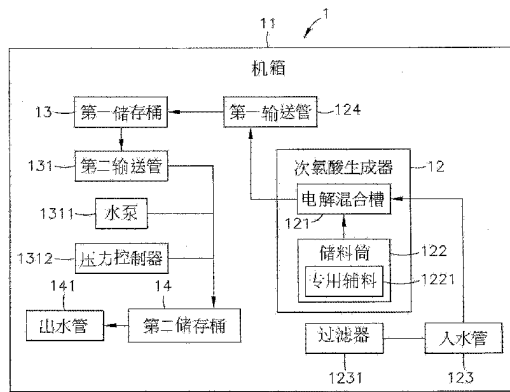 1
11
机箱
13
第一储存桶
第一输送管
124
131
第二输送管
次氯酸生成器
12
电解混合槽
121
1311
水泵
储料筒
122
专用辅料
1221
1312
压力控制器
141
14
出水管
第二储存桶
过滤器
入水管
1231
123